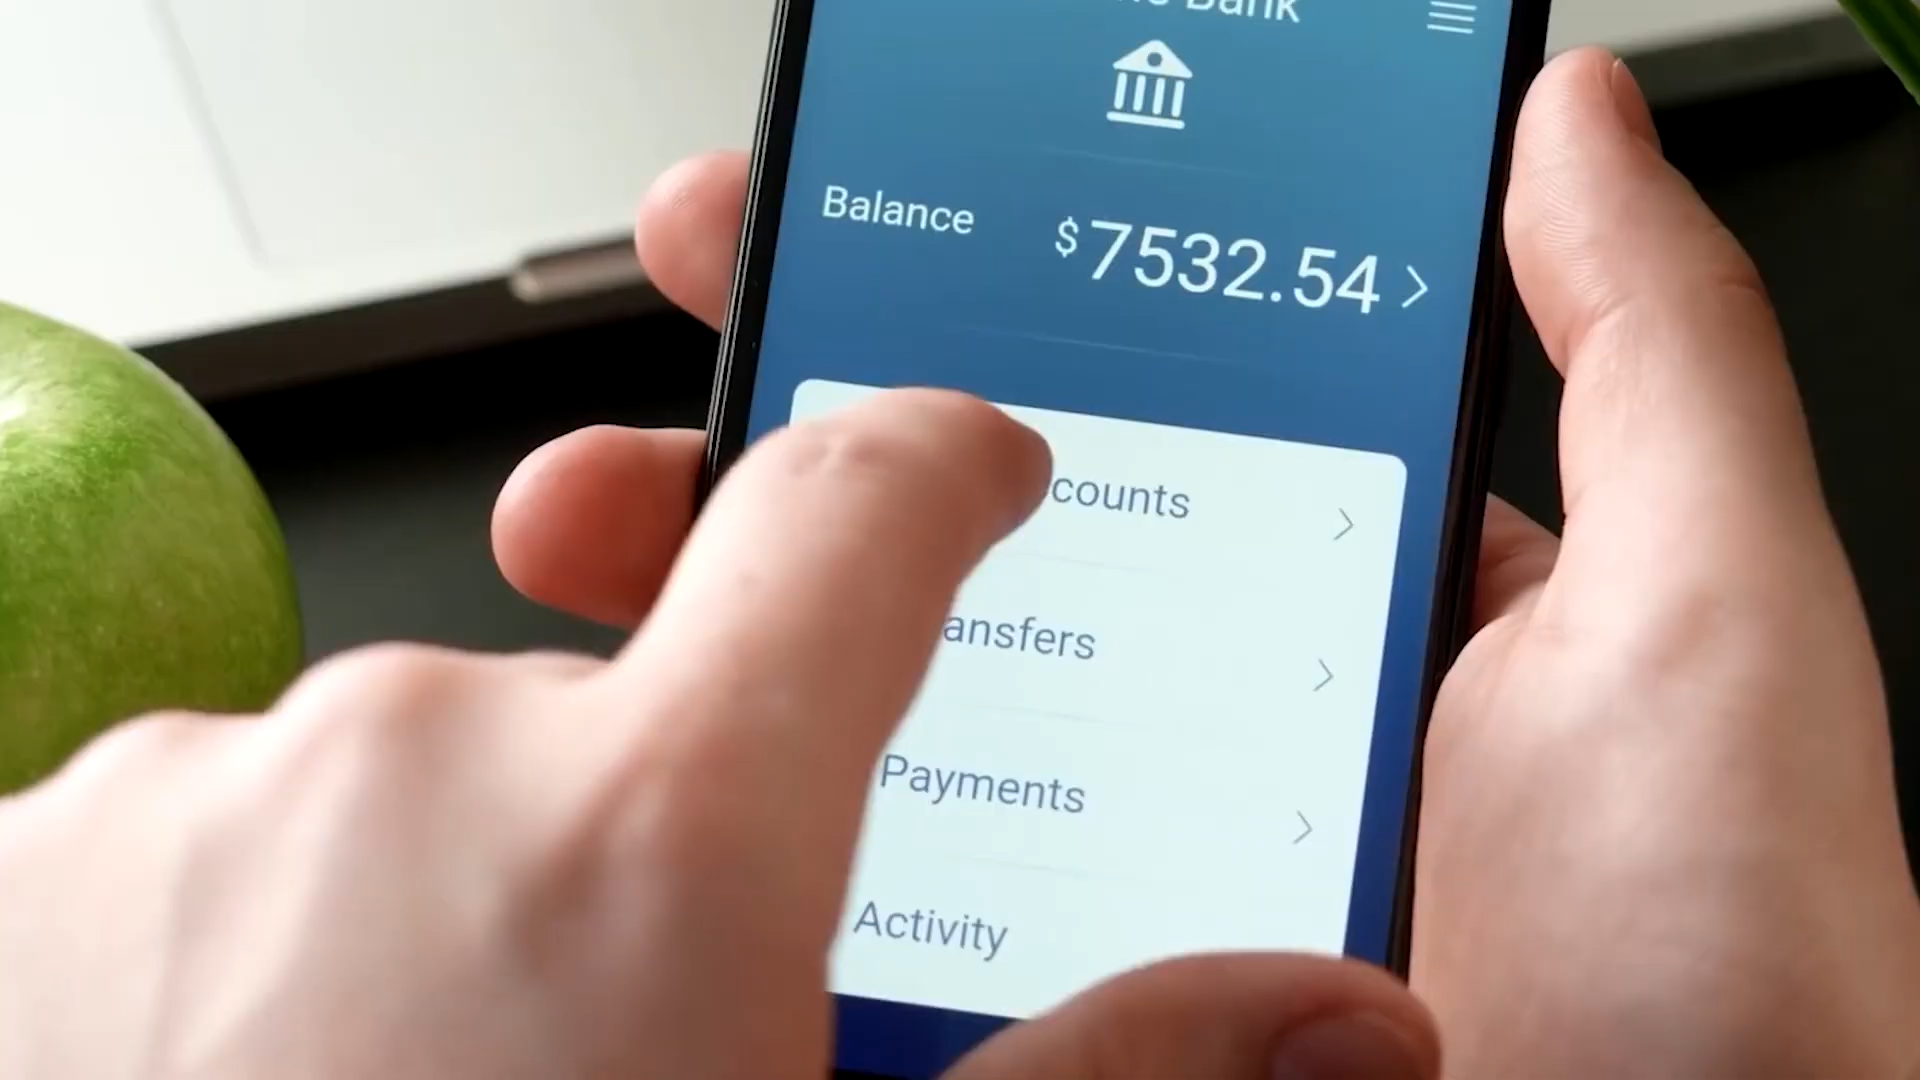 Bank
Balance $7532.54
counts
ansfers
Payments
Activity